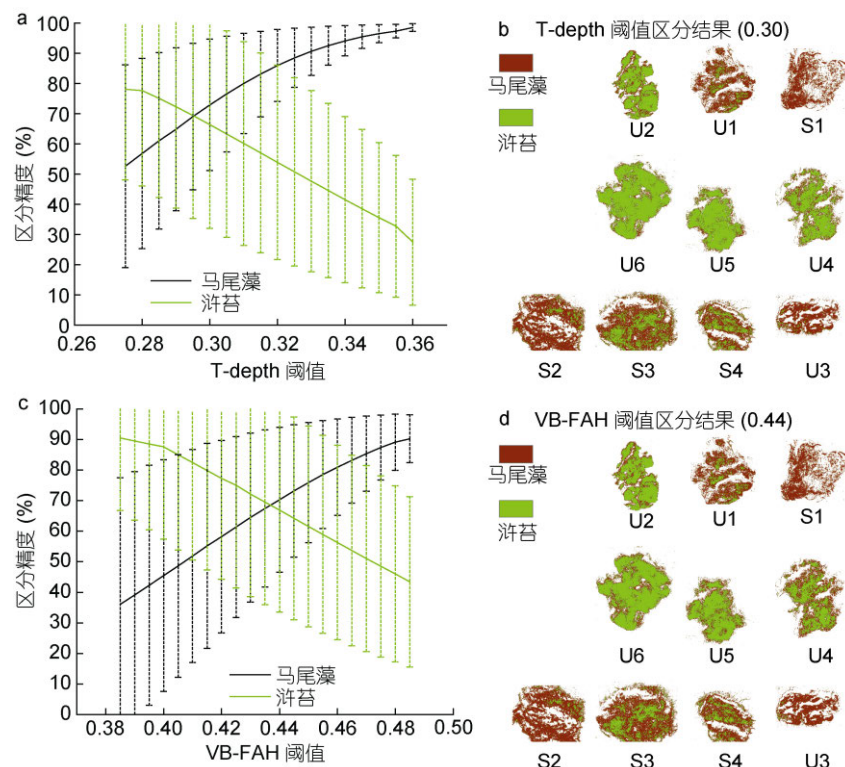 a
100
90
80
70
60
50
40
30
20
10
0
区分精度 (%)
马尾藻
浒苔
0.26 0.28 0.30 0.32 0.34 0.36
T-depth 阈值
b T-depth 阈值区分结果 (0.30)
马尾藻
浒苔
U2 U1 S1
U6 U5 U4
S2 S3 S4 U3
c
100
90
80
70
60
50
40
30
20
10
0
区分精度 (%)
马尾藻
浒苔
0.38 0.40 0.42 0.44 0.46 0.48 0.50
VB-FAH 阈值
d VB-FAH 阈值区分结果 (0.44)
马尾藻
浒苔
U2 U1 S1
U6 U5 U4
S2 S3 S4 U3